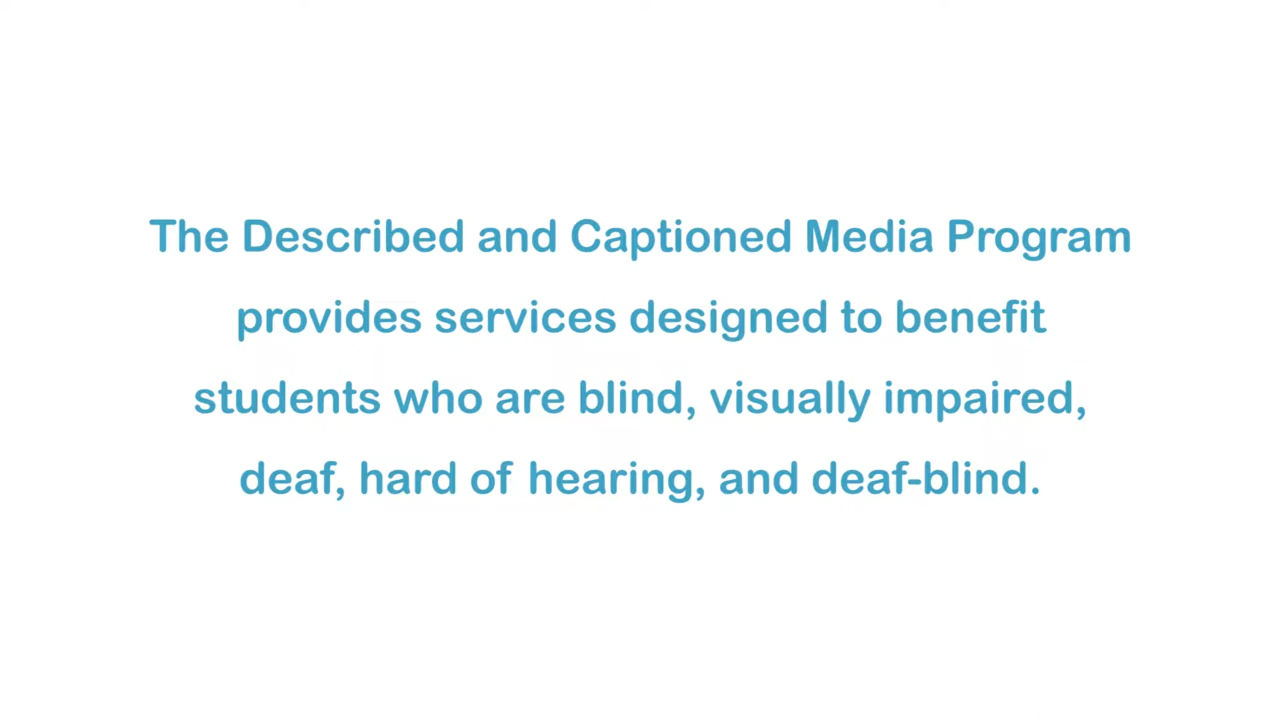 The Described and Captioned Media Program
provides services designed to benefit
students who are blind, visually impaired,
deaf, hard of hearing, and deaf-blind.